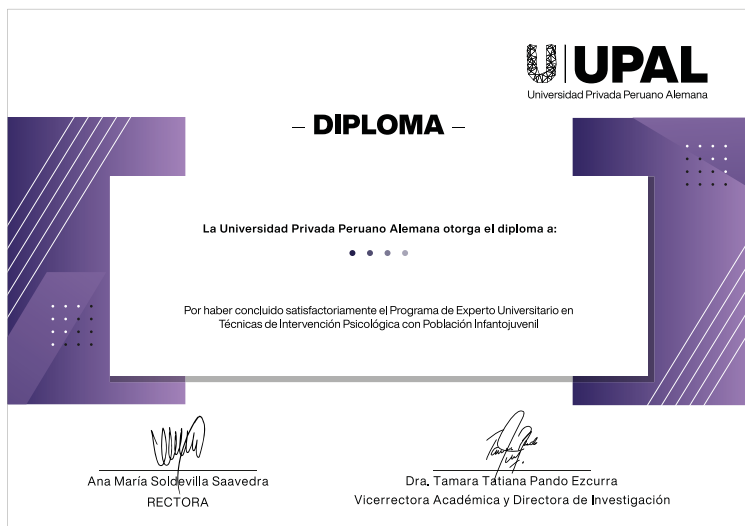 UPAL
Universidad Privada Peruano Alemana
– DIPLOMA –
La Universidad Privada Peruano Alemana otorga el diploma a:
Por haber concluido satisfactoriamente el Programa de Experto Universitario en
Técnicas de Intervención Psicológica con Población Infantojuvenil
Ana María Soldevilla Saavedra
RECTORA
Dra. Tamara Tatiana Pando Ezcurra
Vicerrectora Académica y Directora de Investigación